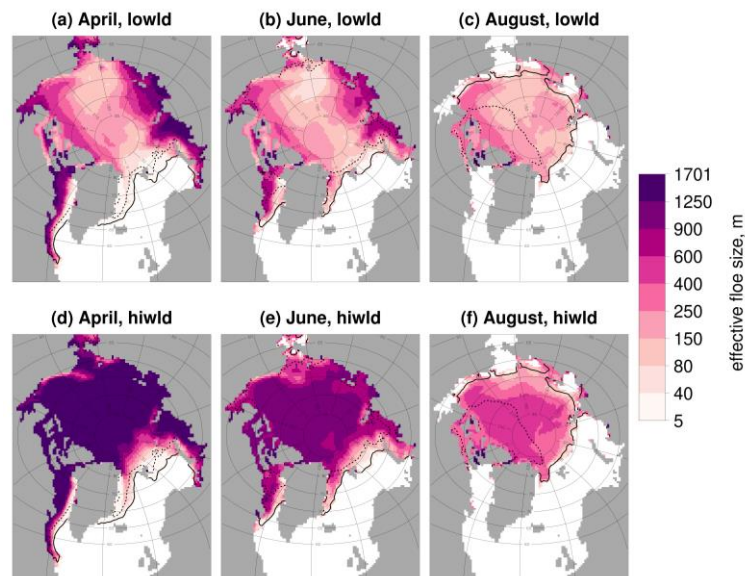 (a) April, lowld
(b) June, lowld
(c) August, lowld
(d) April, hiwld
(e) June, hiwld
(f) August, hiwld
1701
1250
900
600
400
250
150
80
40
5
effective floe size, m